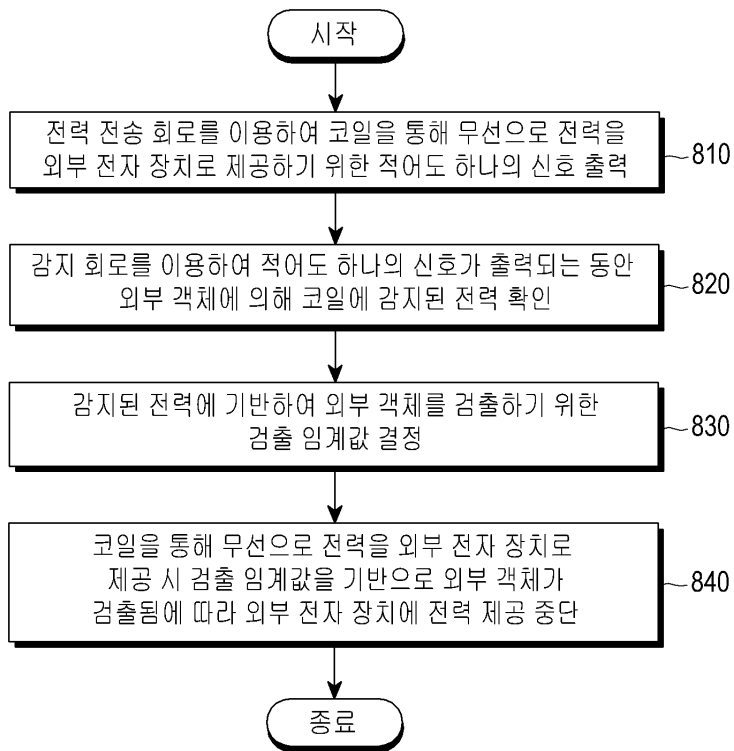 시작
전력 전송 회로를 이용하여 코일을 통해 무선으로 전력을
외부 전자 장치로 제공하기 위한 적어도 하나의 신호 출력
810
감지 회로를 이용하여 적어도 하나의 신호가 출력되는 동안
외부 객체에 의해 코일에 감지된 전력 확인
820
감지된 전력에 기반하여 외부 객체를 검출하기 위한
검출 임계값 결정
830
코일을 통해 무선으로 전력을 외부 전자 장치로
제공 시 검출 임계값을 기반으로 외부 객체가
검출됨에 따라 외부 전자 장치에 전력 제공 중단
840
종료